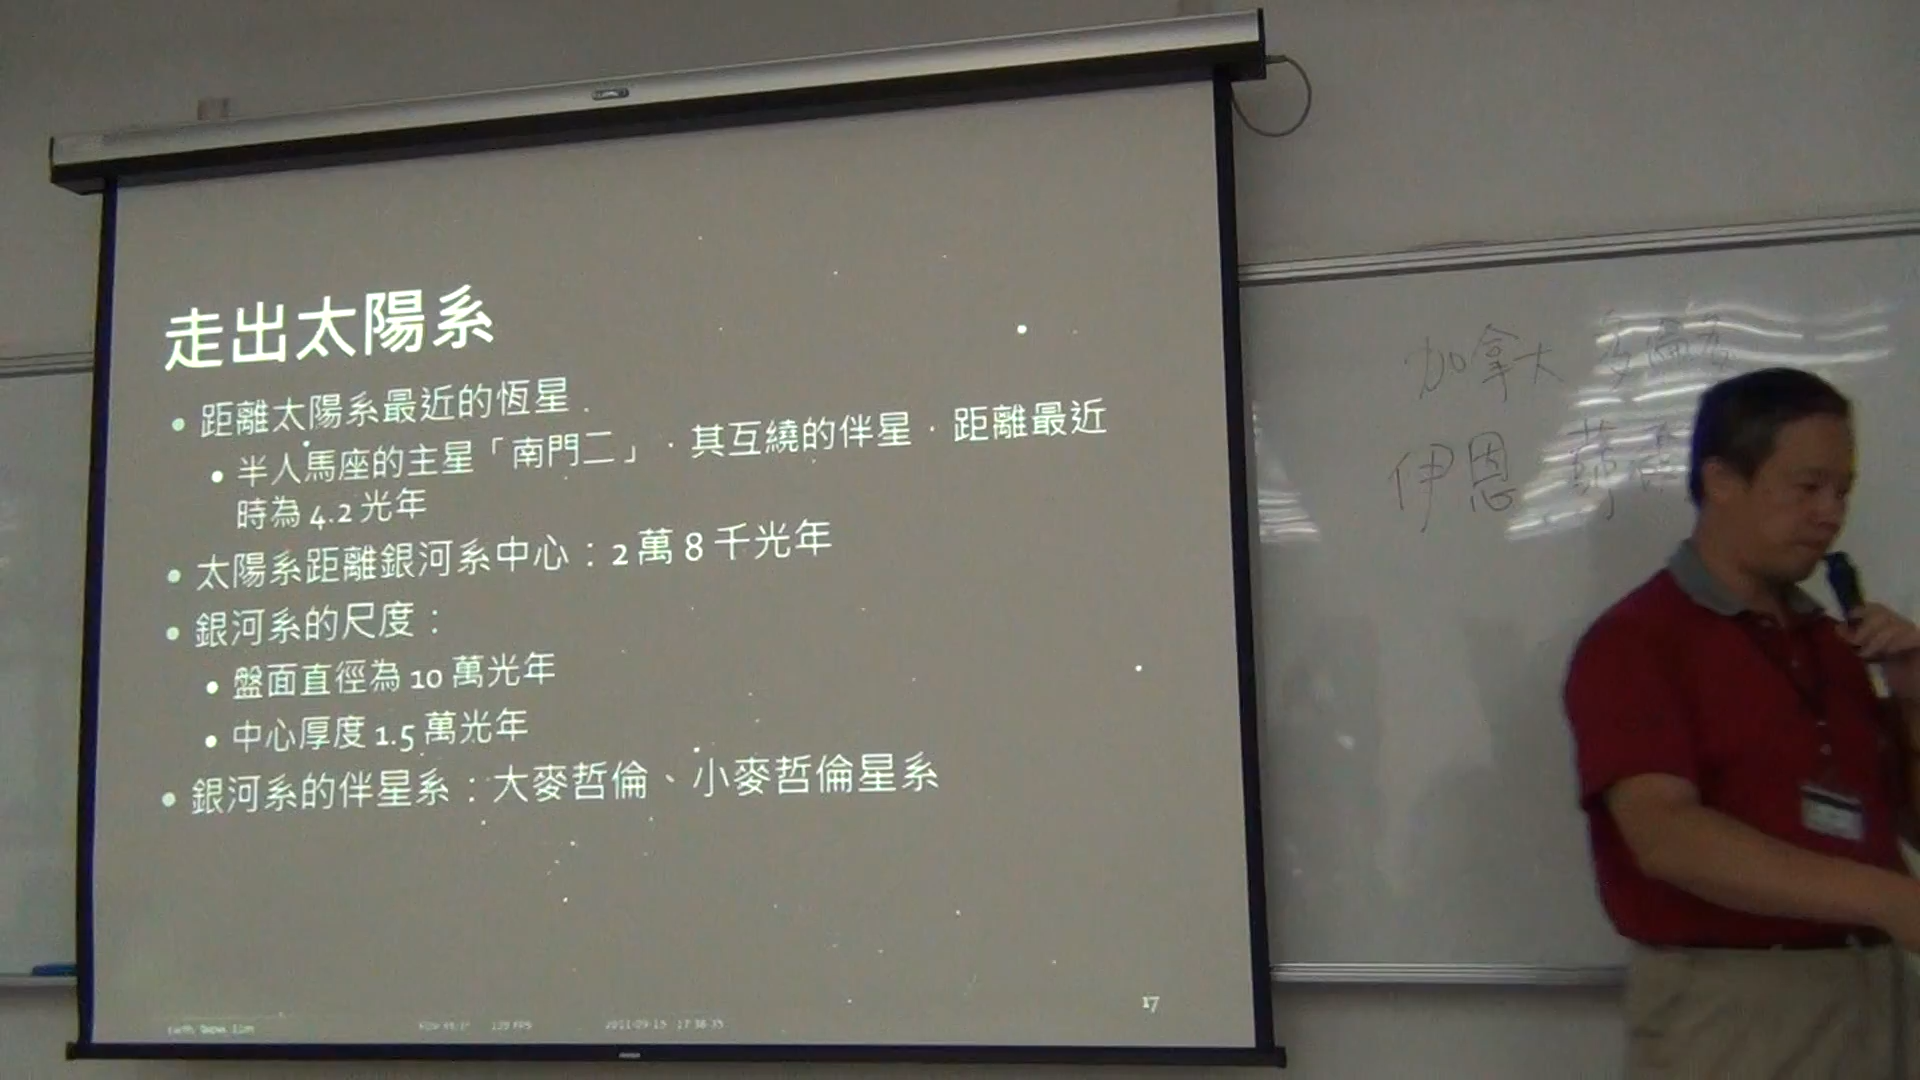 走出太陽系
• 距離太陽系最近的恆星．
• 半人馬座的主星「南門二」．其互繞的伴星．距離最近
時為 4.2 光年
• 太陽系距離銀河系中心：2 萬 8 千光年
• 銀河系的尺度：
• 盤面直徑為 10 萬光年
• 中心厚度 1.5 萬光年
• 銀河系的伴星系：大麥哲倫、小麥哲倫星系
17
加拿大 多倫多
伊恩